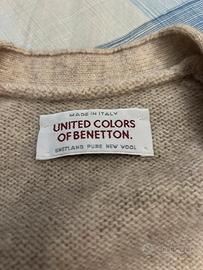 MADE IN ITALY
UNITED COLORS
OF BENETTON.
SHETLAND PURE NEW WOOL